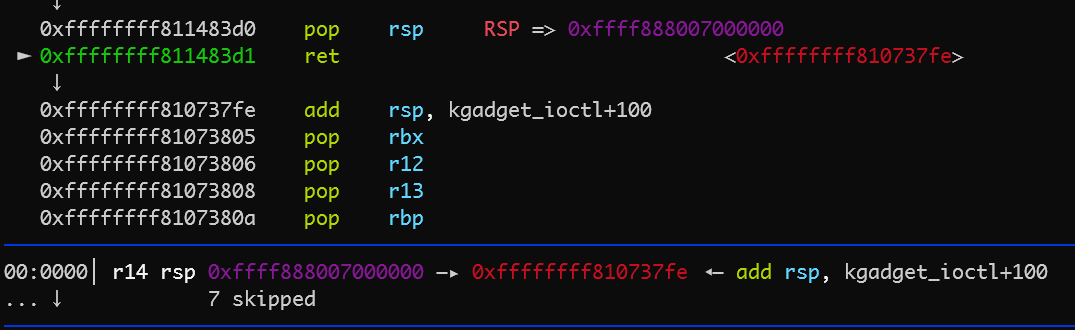 ↓
0xffffffff811483d0 pop rsp RSP => 0xffff888007000000
► 0xffffffff811483d1 ret <0xffffffff810737fe>
↓
0xffffffff810737fe add rsp, kgadget_ioctl+100
0xffffffff81073805 pop rbx
0xffffffff81073806 pop r12
0xffffffff81073808 pop r13
0xffffffff8107380a pop rbp
00:0000│ r14 rsp 0xffff888007000000 —▸ 0xffffffff810737fe ◂— add rsp, kgadget_ioctl+100
... ↓ 7 skipped